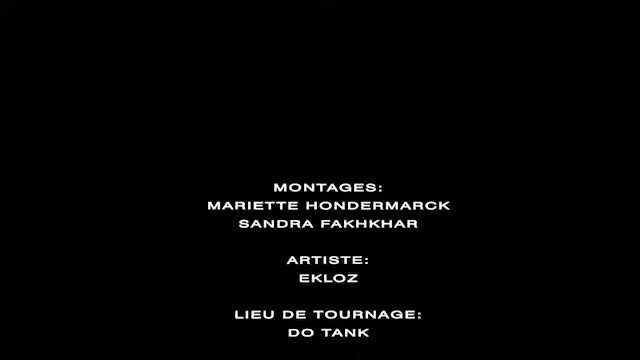 MONTAGES:
MARIETTE HONDERMARCK
SANDRA FAKHKHAR
ARTISTE:
EKLOZ
LIEU DE TOURNAGE:
DO TANK